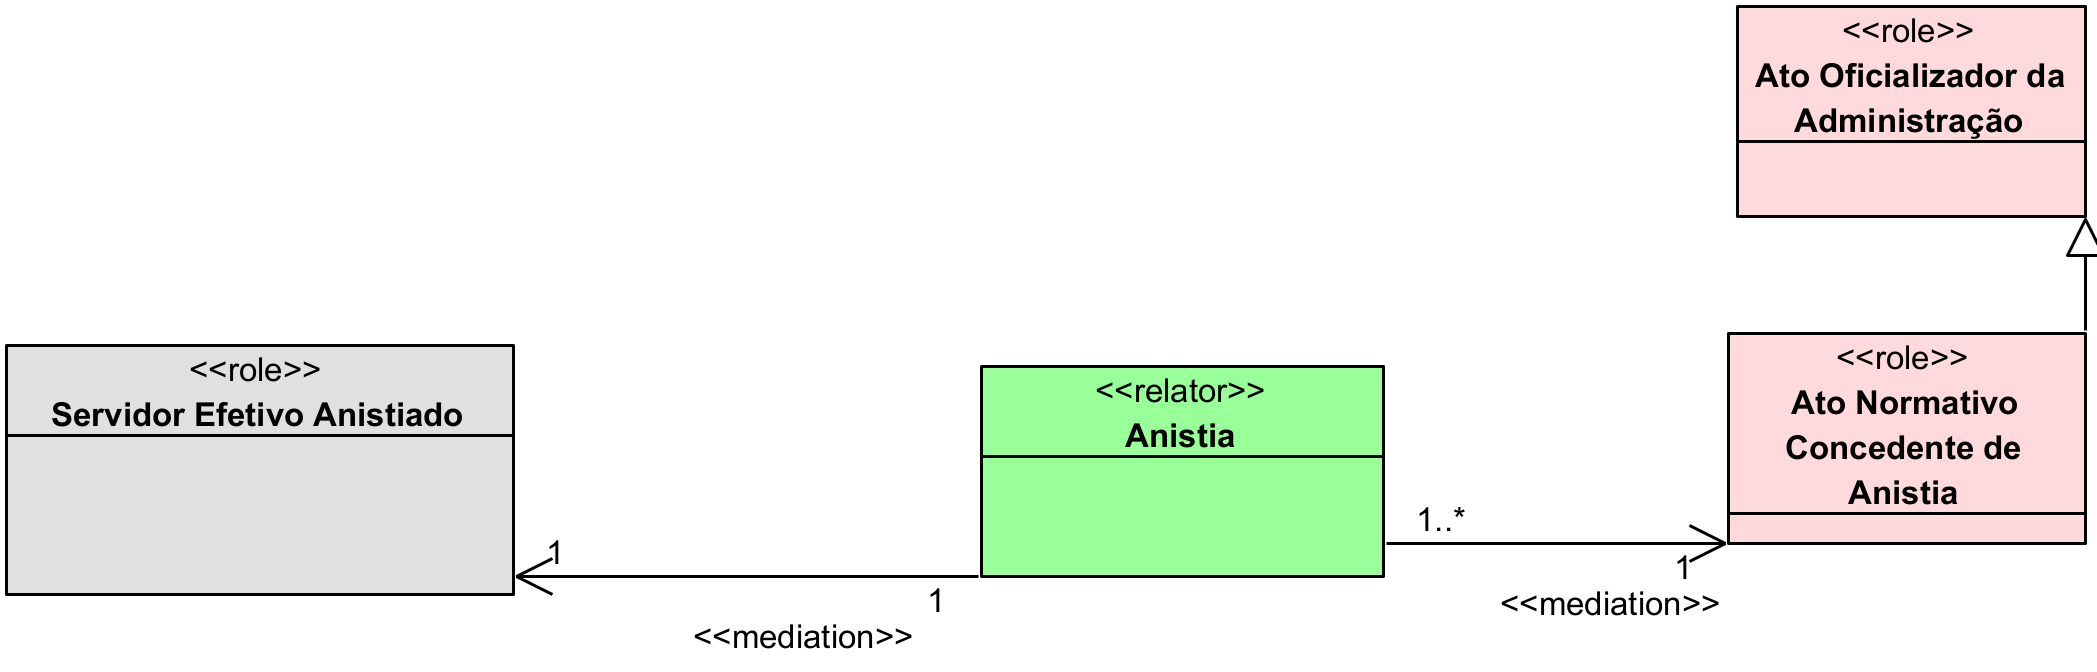 <<role>>
Ato Oficializador da
Administração
<<role>>
Servidor Efetivo Anistiado
<<relator>>
Anistia
<<role>>
Ato Normativo
Concedente de
Anistia
1
1
<<mediation>>
1..*
1
<<mediation>>